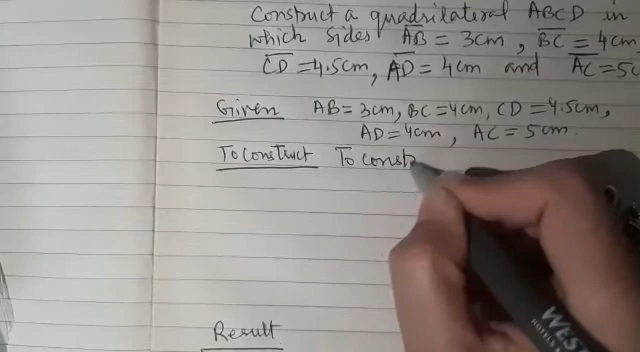 Construct a quadrilateral ABCD in
which sides AB = 3cm, BC = 4cm
CD = 4.5cm, AD = 4cm and AC = 5c
Given AB = 3cm, BC = 4cm, CD = 4.5cm,
AD = 4cm, AC = 5cm.
To construct To const
Result
WEST